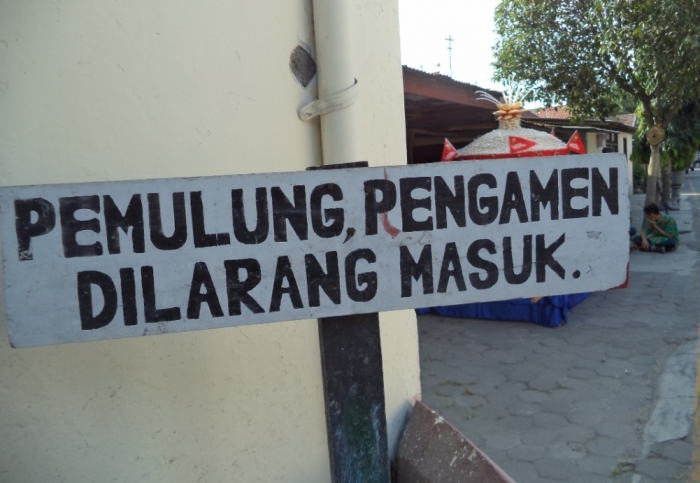 PEMULUNG, PENGAMEN
DILARANG MASUK.